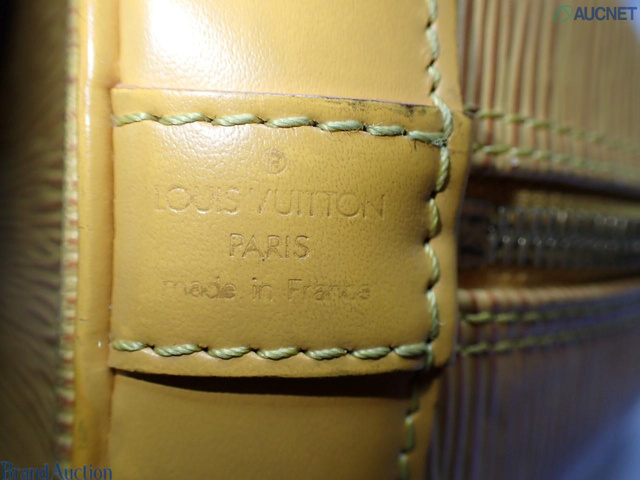 AUCNET
®
LOUIS VUITTON
PARIS
made in France
Brand Auction